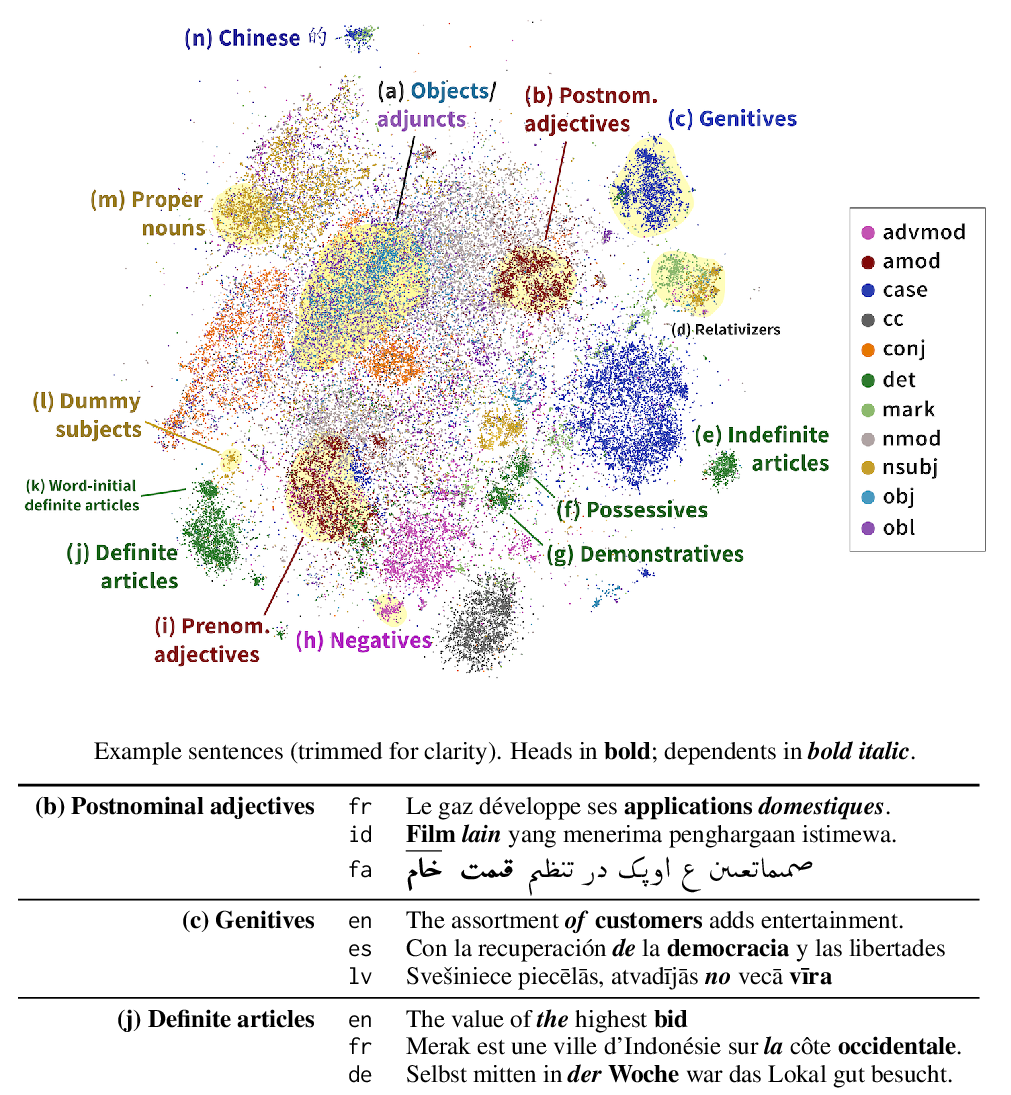 (n) Chinese 的
(a) Objects/
adjuncts
(b) Postnom.
adjectives
(c) Genitives
(m) Proper
nouns
(d) Relativizers
(l) Dummy
subjects
(e) Indefinite
articles
(k) Word-initial
definite articles
(f) Possessives
(j) Definite
articles
(g) Demonstratives
(i) Prenom.
adjectives
(h) Negatives
advmod
amod
case
cc
conj
det
mark
nmod
nsubj
obj
obl
Example sentences (trimmed for clarity). Heads in bold; dependents in bold italic.
(b) Postnominal adjectives fr Le gaz développe ses applications domestiques.
id Film lain yang menerima penghargaan istimewa.
fa ع اوپک در تنظیم قیمت خام
(c) Genitives en The assortment of customers adds entertainment.
es Con la recuperación de la democracia y las libertades
lv Svešiniece piecēlās, atvadījās no vecā vīra
(j) Definite articles en The value of the highest bid
fr Merak est une ville d'Indonésie sur la côte occidentale.
de Selbst mitten in der Woche war das Lokal gut besucht.